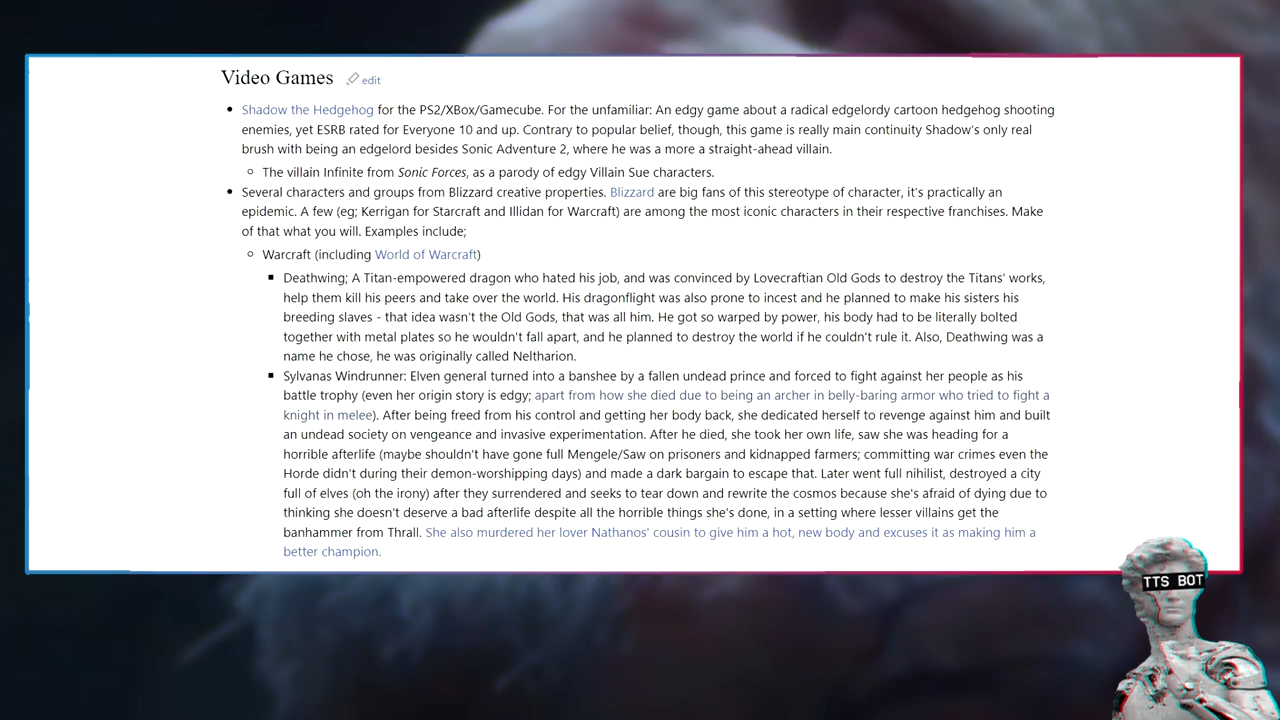 Video Games edit
Shadow the Hedgehog for the PS2/XBox/Gamecube. For the unfamiliar: An edgy game about a radical edgelordy cartoon hedgehog shooting
enemies, yet ESRB rated for Everyone 10 and up. Contrary to popular belief, though, this game is really main continuity Shadow's only real
brush with being an edgelord besides Sonic Adventure 2, where he was a more a straight-ahead villain.
The villain Infinite from Sonic Forces, as a parody of edgy Villain Sue characters.
Several characters and groups from Blizzard creative properties. Blizzard are big fans of this stereotype of character, it's practically an
epidemic. A few (eg; Kerrigan for Starcraft and Illidan for Warcraft) are among the most iconic characters in their respective franchises. Make
of that what you will. Examples include;
Warcraft (including World of Warcraft)
Deathwing; A Titan-empowered dragon who hated his job, and was convinced by Lovecraftian Old Gods to destroy the Titans' works,
help them kill his peers and take over the world. His dragonflight was also prone to incest and he planned to make his sisters his
breeding slaves - that idea wasn't the Old Gods, that was all him. He got so warped by power, his body had to be literally bolted
together with metal plates so he wouldn't fall apart, and he planned to destroy the world if he couldn't rule it. Also, Deathwing was a
name he chose, he was originally called Neltharion.
Sylvanas Windrunner: Elven general turned into a banshee by a fallen undead prince and forced to fight against her people as his
battle trophy (even her origin story is edgy; apart from how she died due to being an archer in belly-baring armor who tried to fight a
knight in melee). After being freed from his control and getting her body back, she dedicated herself to revenge against him and built
an undead society on vengeance and invasive experimentation. After he died, she took her own life, saw she was heading for a
horrible afterlife (maybe shouldn't have gone full Mengele/Saw on prisoners and kidnapped farmers; committing war crimes even the
Horde didn't during their demon-worshipping days) and made a dark bargain to escape that. Later went full nihilist, destroyed a city
full of elves (oh the irony) after they surrendered and seeks to tear down and rewrite the cosmos because she's afraid of dying due to
thinking she doesn't deserve a bad afterlife despite all the horrible things she's done, in a setting where lesser villains get the
banhammer from Thrall. She also murdered her lover Nathanos' cousin to give him a hot, new body and excuses it as making him a
better champion.
TTS BOT